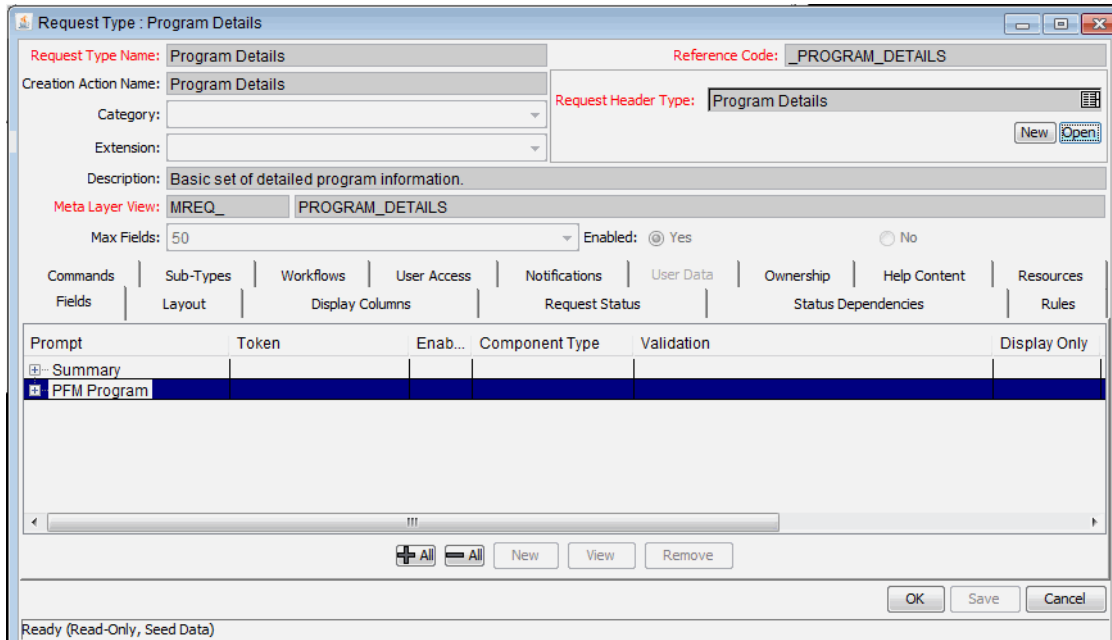 Request Type : Program Details
Request Type Name: Program Details Reference Code: _PROGRAM_DETAILS
Creation Action Name: Program Details
Request Header Type: Program Details
Category:
New Open
Extension:
Description: Basic set of detailed program information.
Meta Layer View: MREQ_ PROGRAM_DETAILS
Max Fields: 50 Enabled: Yes No
Commands Sub-Types Workflows User Access Notifications User Data Ownership Help Content Resources
Fields Layout Display Columns Request Status Status Dependencies Rules
Prompt Token Enab... Component Type Validation Display Only
Summary
PFM Program
All All New View Remove
OK Save Cancel
Ready (Read-Only, Seed Data)